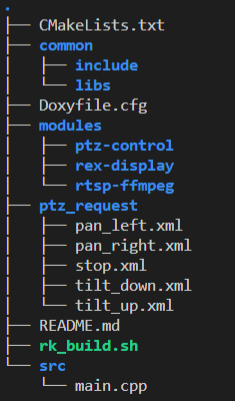 .
├── CMakeLists.txt
├── common
│   ├── include
│   └── libs
├── Doxyfile.cfg
├── modules
│   ├── ptz-control
│   ├── rex-display
│   └── rtsp-ffmpeg
├── ptz_request
│   ├── pan_left.xml
│   ├── pan_right.xml
│   ├── stop.xml
│   ├── tilt_down.xml
│   └── tilt_up.xml
├── README.md
├── rk_build.sh
└── src
    └── main.cpp